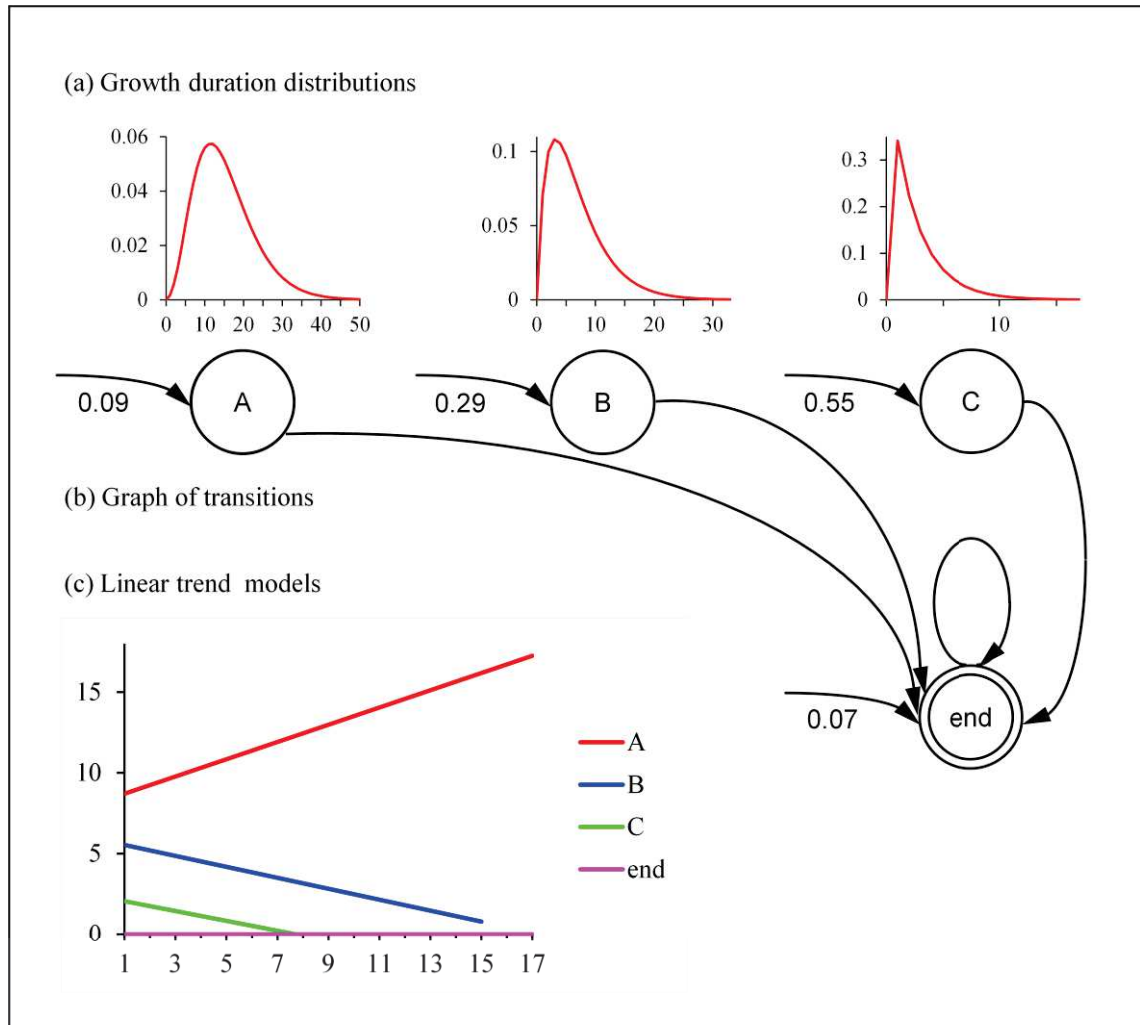 (a) Growth duration distributions
0.06
0.04
0.02
0
0 10 20 30 40 50
0.1
0.05
0
0 10 20 30
0.3
0.2
0.1
0
0 10
0.09
A
0.29
B
0.55
C
(b) Graph of transitions
(c) Linear trend models
0.07
end
15
10
5
0
1 3 5 7 9 11 13 15 17
A
B
C
end